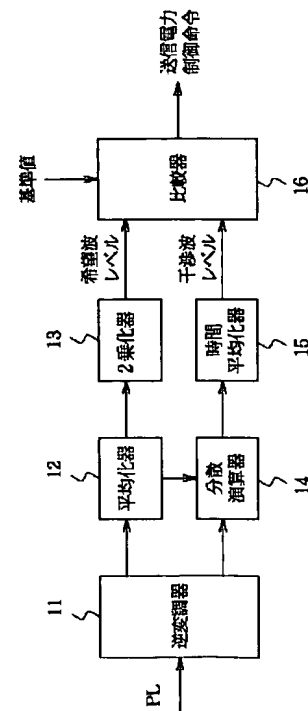 PL
11
逆変調器
12
平均化器
13
2乗化器
希望波
レベル
基準値
14
分散
演算器
15
時間
平均化器
干渉波
レベル
比較器
16
送信電力
制御命令